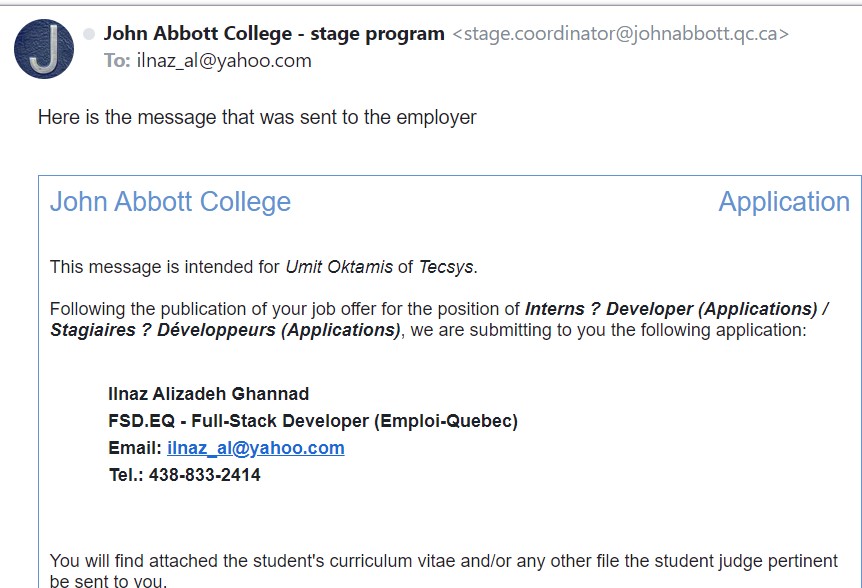 J
John Abbott College - stage program <stage.coordinator@johnabbott.qc.ca>
To: ilnaz_al@yahoo.com
Here is the message that was sent to the employer
John Abbott College Application
This message is intended for Umit Oktamis of Tecsys.
Following the publication of your job offer for the position of Interns ? Developer (Applications) /
Stagiaires ? Développeurs (Applications), we are submitting to you the following application:
Ilnaz Alizadeh Ghannad
FSD.EQ - Full-Stack Developer (Emploi-Quebec)
Email: ilnaz_al@yahoo.com
Tel.: 438-833-2414
You will find attached the student's curriculum vitae and/or any other file the student judge pertinent
be sent to you.